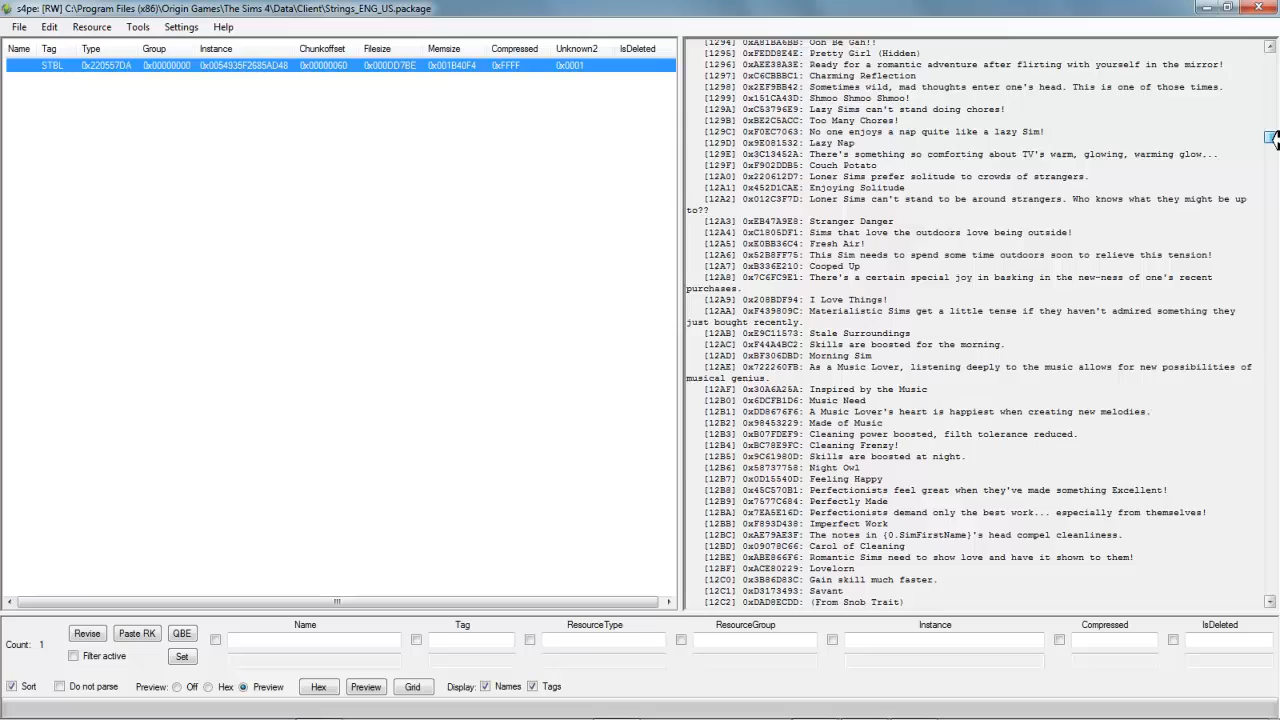 s4pe: [RW] C:\Program Files (x86)\Origin Games\The Sims 4\Data\Client\Strings_ENG_US.package
File Edit Resource Tools Settings Help
Name Tag Type Group Instance Chunkoffset Filesize Memsize Compressed Unknown2 IsDeleted
STBL 0x220557DA 0x00000000 0x0054935F2685AD48 0x00000060 0x000DD7BE 0x001B40F4 0xFFFF 0x0001
[1294] 0xA81BA6BB: Ooh Be Gah!!
[1295] 0xFEDD8E4E: Pretty Girl (Hidden)
[1296] 0xAEE38A3E: Ready for a romantic adventure after flirting with yourself in the mirror!
[1297] 0xC6CBBBC1: Charming Reflection
[1298] 0x2EF9BB42: Sometimes wild, mad thoughts enter one's head. This is one of those times.
[1299] 0x151CA43D: Shmoo Shmoo Shmoo!
[129A] 0xC53796E9: Lazy Sims can't stand doing chores!
[129B] 0xBE2C5ACC: Too Many Chores!
[129C] 0xF0EC7063: No one enjoys a nap quite like a lazy Sim!
[129D] 0x9E081532: Lazy Nap
[129E] 0x3C13452A: There's something so comforting about TV's warm, glowing, warming glow...
[129F] 0xF902DDB5: Couch Potato
[12A0] 0x220612D7: Loner Sims prefer solitude to crowds of strangers.
[12A1] 0x452D1CAE: Enjoying Solitude
[12A2] 0x012C3F7D: Loner Sims can't stand to be around strangers. Who knows what they might be up
to??
[12A3] 0xEB47A9E8: Stranger Danger
[12A4] 0xC1805DF1: Sims that love the outdoors love being outside!
[12A5] 0xE0BB36C4: Fresh Air!
[12A6] 0x52B8FF75: This Sim needs to spend some time outdoors soon to relieve this tension!
[12A7] 0xB336E210: Cooped Up
[12A8] 0x7C6FC9E1: There's a certain special joy in basking in the new-ness of one's recent
purchases.
[12A9] 0x208BDF94: I Love Things!
[12AA] 0xF439809C: Materialistic Sims get a little tense if they haven't admired something they
just bought recently.
[12AB] 0xE9C11573: Stale Surroundings
[12AC] 0xF44A4BC2: Skills are boosted for the morning.
[12AD] 0xBF306DBD: Morning Sim
[12AE] 0x722260FB: As a Music Lover, listening deeply to the music allows for new possibilities of
musical genius.
[12AF] 0x30A6A25A: Inspired by the Music
[12B0] 0x6DCFB1D6: Music Need
[12B1] 0xDD8676F6: A Music Lover's heart is happiest when creating new melodies.
[12B2] 0x98453229: Made of Music
[12B3] 0xB07FDEF9: Cleaning power boosted, filth tolerance reduced.
[12B4] 0xBC78E9FC: Cleaning Frenzy!
[12B5] 0x9C61980D: Skills are boosted at night.
[12B6] 0x58737758: Night Owl
[12B7] 0x0D15540D: Feeling Happy
[12B8] 0x45C570B1: Perfectionists feel great when they've made something Excellent!
[12B9] 0x7577C684: Perfectly Made
[12BA] 0x7EA5E16D: Perfectionists demand only the best work... especially from themselves!
[12BB] 0xF893D438: Imperfect Work
[12BC] 0xAE79AE3F: The notes in {0.SimFirstName}'s head compel cleanliness.
[12BD] 0x09078C66: Carol of Cleaning
[12BE] 0xABE866F6: Romantic Sims need to show love and have it shown to them!
[12BF] 0xACE80229: Lovelorn
[12C0] 0x3B86D83C: Gain skill much faster.
[12C1] 0xD3173493: Savant
[12C2] 0xDAD8ECDD: (From Snob Trait)
Count: 1
Revise Paste RK QBE
Filter active Set
Name Tag ResourceType ResourceGroup Instance Compressed IsDeleted
Sort Do not parse Preview: Off Hex Preview Hex Preview Grid Display: Names Tags